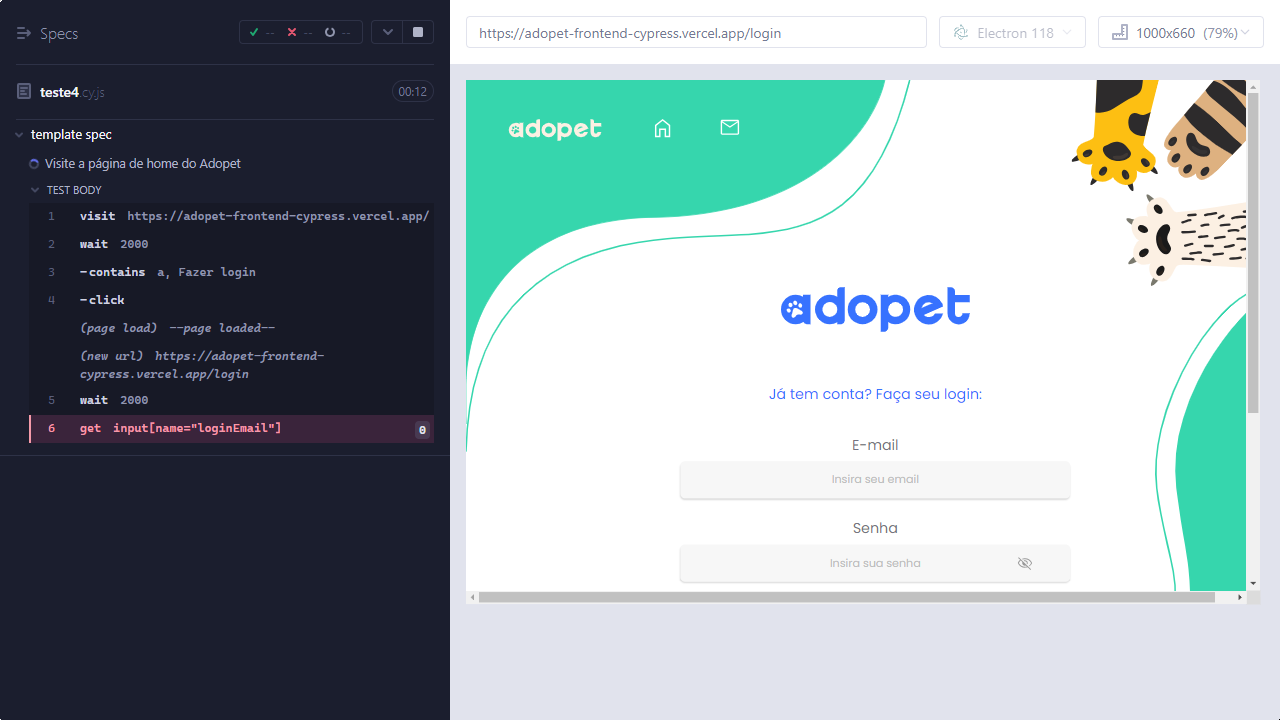 Specs
--
--
--
teste4.cy.js
00:12
template spec
Visite a página de home do Adopet
TEST BODY
1 visit https://adopet-frontend-cypress.vercel.app/
2 wait 2000
3 -contains a, Fazer login
4 -click
(page load) --page loaded--
(new url) https://adopet-frontend-
cypress.vercel.app/login
5 wait 2000
6 get input[name="loginEmail"] 0
https://adopet-frontend-cypress.vercel.app/login
Electron 118
1000x660 (79%)
adopet
adopet
Já tem conta? Faça seu login:
E-mail
Insira seu email
Senha
Insira sua senha